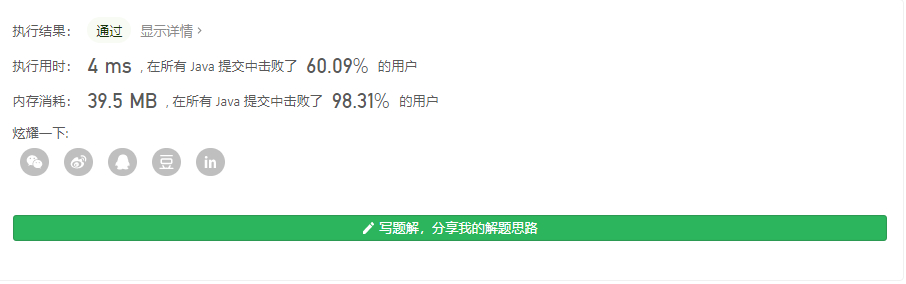 执行结果： 通过 显示详情 >
执行用时： 4 ms , 在所有 Java 提交中击败了 60.09% 的用户
内存消耗： 39.5 MB , 在所有 Java 提交中击败了 98.31% 的用户
炫耀一下:
豆 in
写题解，分享我的解题思路